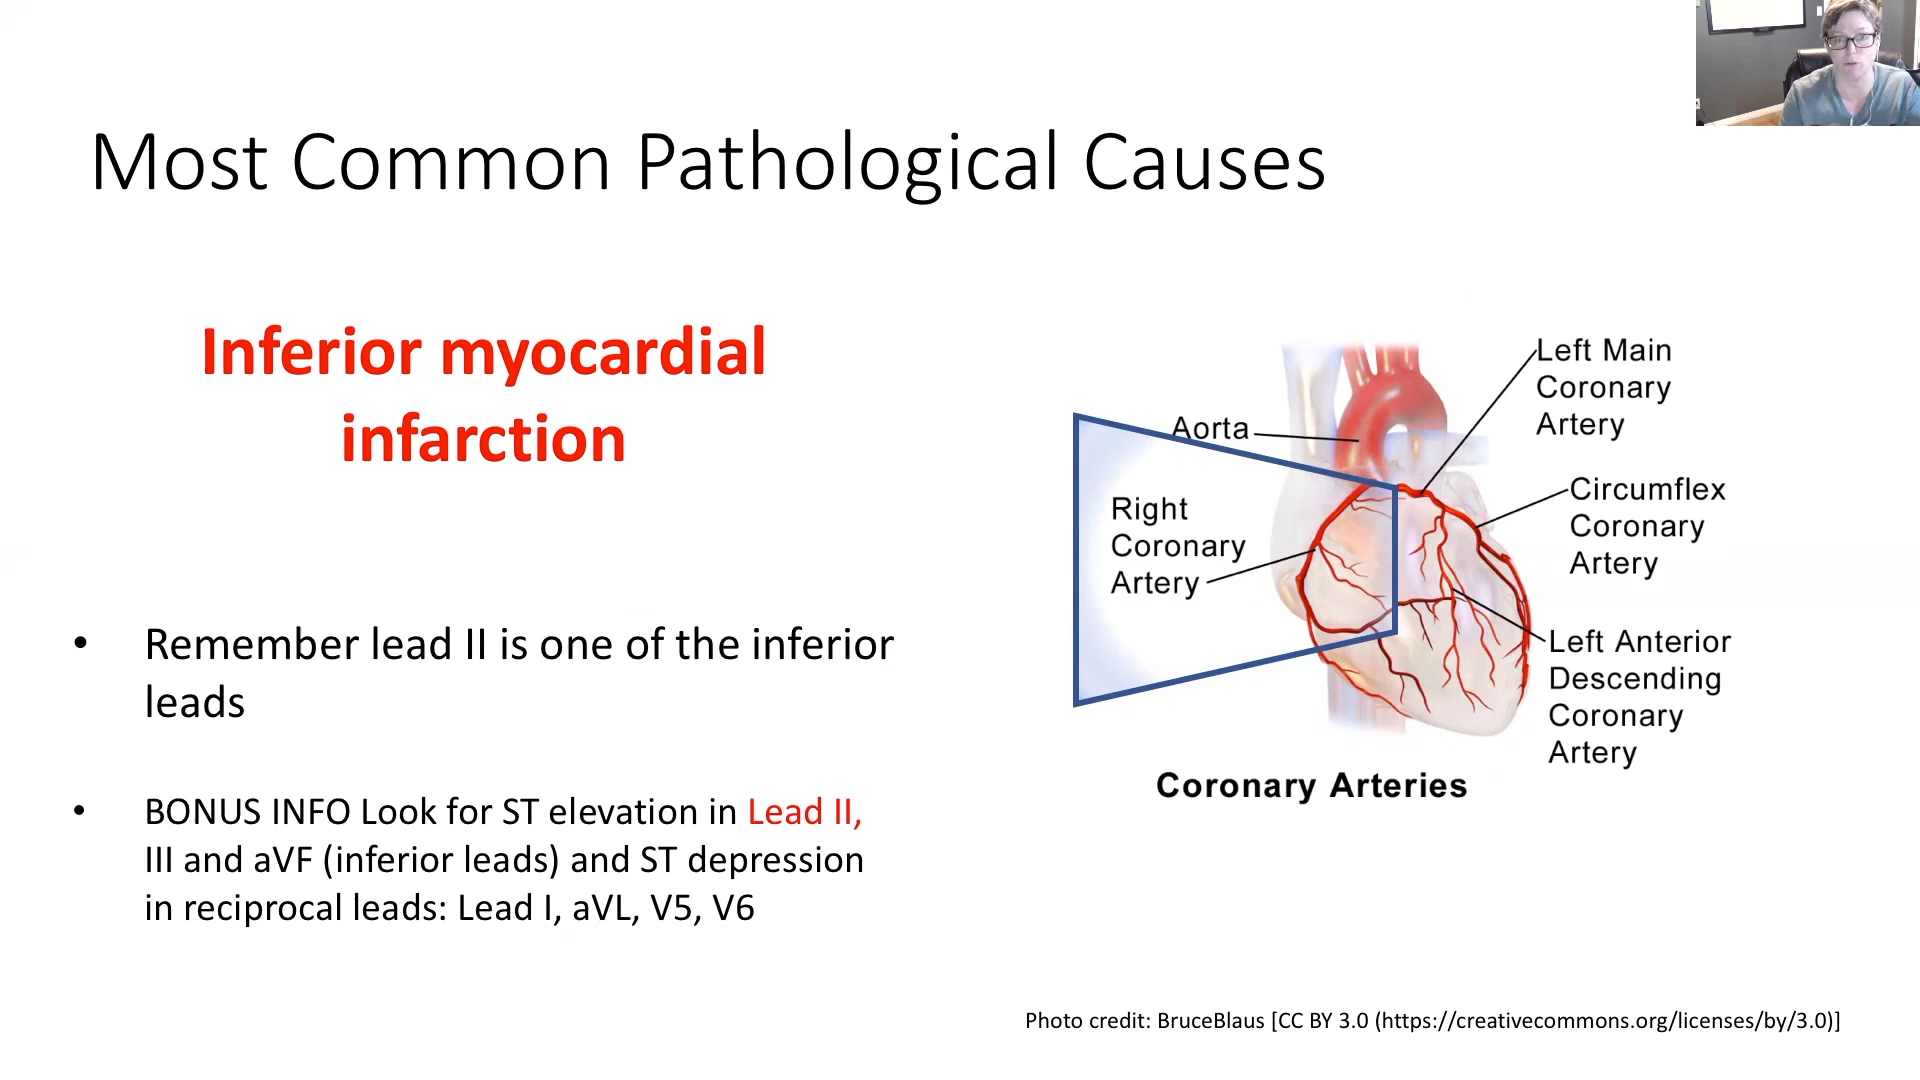 Most Common Pathological Causes
Inferior myocardial
infarction
• Remember lead II is one of the inferior
leads
• BONUS INFO Look for ST elevation in Lead II,
III and aVF (inferior leads) and ST depression
in reciprocal leads: Lead I, aVL, V5, V6
Aorta
Right
Coronary
Artery
Left Main
Coronary
Artery
Circumflex
Coronary
Artery
Left Anterior
Descending
Coronary
Artery
Coronary Arteries
Photo credit: BruceBlaus [CC BY 3.0 (https://creativecommons.org/licenses/by/3.0)]